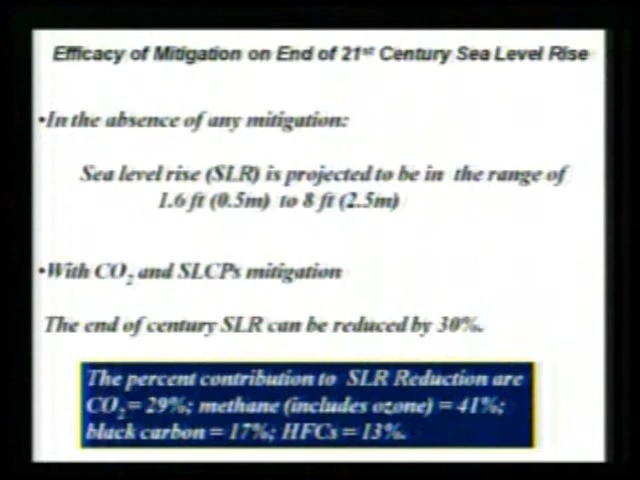 Efficacy of Mitigation on End of 21st Century Sea Level Rise
•In the absence of any mitigation:
Sea level rise (SLR) is projected to be in the range of
1.6 ft (0.5m) to 8 ft (2.5m)
•With CO2 and SLCPs mitigation
The end of century SLR can be reduced by 30%.
The percent contribution to SLR Reduction are
CO2= 29%; methane (includes ozone) = 41%;
black carbon = 17%; HFCs = 13%.